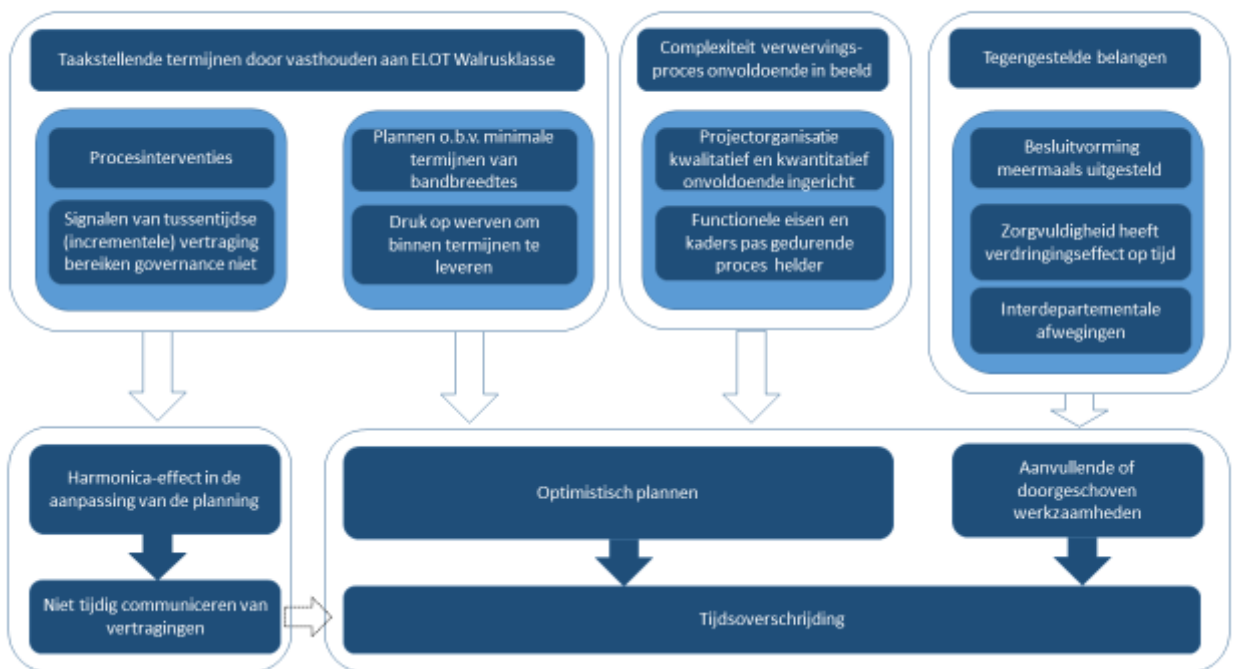 Taakstellende termijnen door vasthouden aan ELOT Walrusklasse
Procesinterventies
Signalen van tussentijdse
(incrementele) vertraging
bereiken governance niet
Plannen o.b.v. minimale
termijnen van
bandbreedtes
Druk op werven om
binnen termijnen te
leveren
Complexiteit verwervings-
proces onvoldoende in beeld
Projectorganisatie
kwalitatief en kwantitatief
onvoldoende ingericht
Functionele eisen en
kaders pas gedurende
proces helder
Tegengestelde belangen
Besluitvorming
meermaals uitgesteld
Zorgvuldigheid heeft
verdringingseffect op tijd
Interdepartementale
afwegingen
Harmonica-effect in de
aanpassing van de planning
Niet tijdig communiceren van
vertragingen
Optimistisch plannen
Aanvullende of
doorgeschoven
werkzaamheden
Tijdsoverschrijding